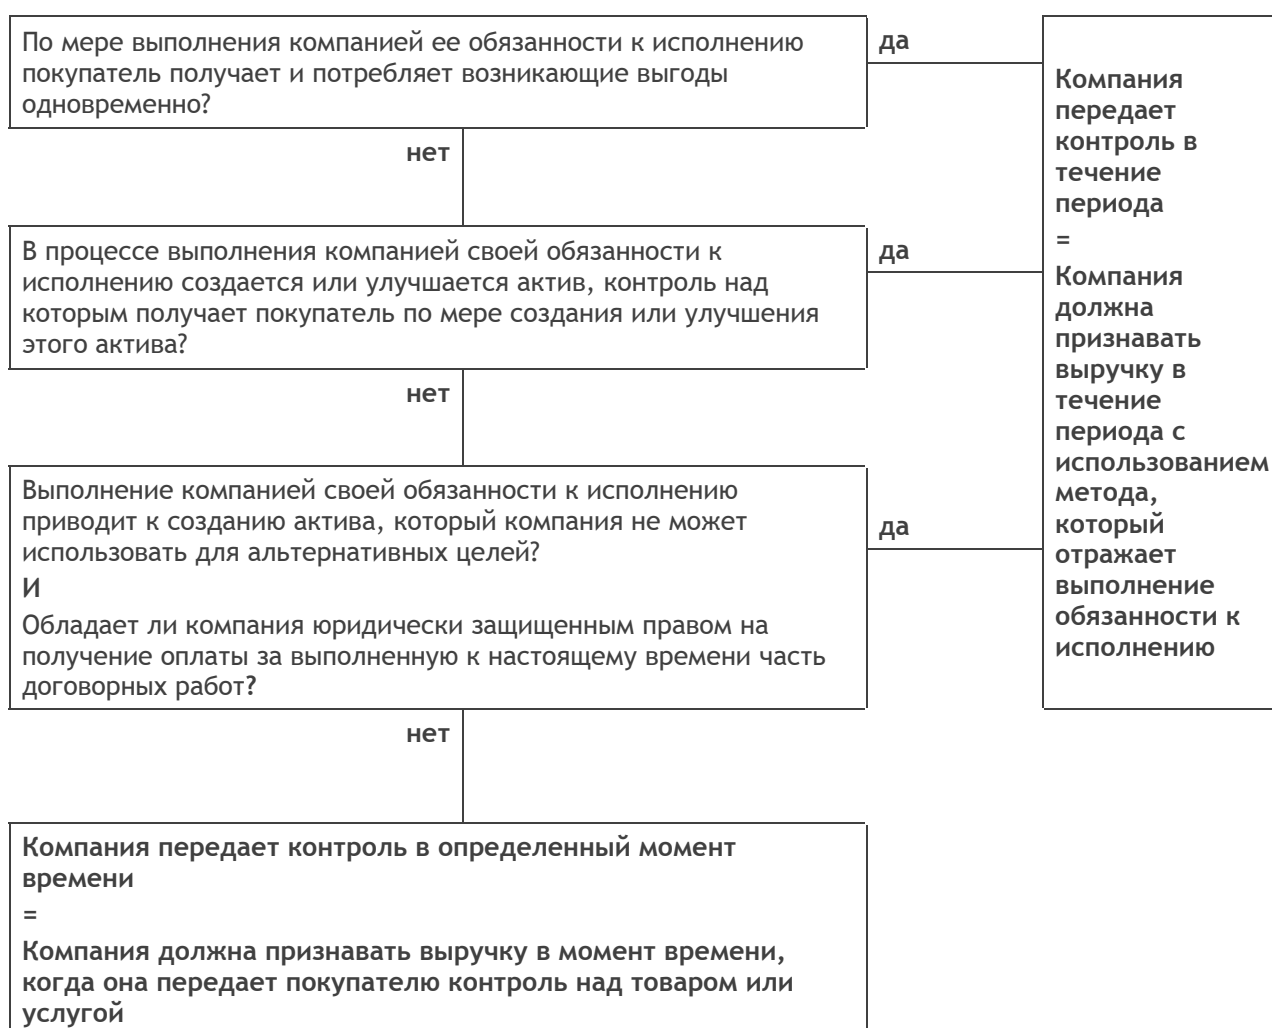 По мере выполнения компанией ее обязанности к исполнению
покупатель получает и потребляет возникающие выгоды
одновременно?
да
нет
В процессе выполнения компанией своей обязанности к
исполнению создается или улучшается актив, контроль над
которым получает покупатель по мере создания или улучшения
этого актива?
да
нет
Выполнение компанией своей обязанности к исполнению
приводит к созданию актива, который компания не может
использовать для альтернативных целей?
И
Обладает ли компания юридически защищенным правом на
получение оплаты за выполненную к настоящему времени часть
договорных работ?
да
нет
Компания передает контроль в определенный момент
времени
=
Компания должна признавать выручку в момент времени,
когда она передает покупателю контроль над товаром или
услугой
Компания
передает
контроль в
течение
периода
=
Компания
должна
признавать
выручку в
течение
периода с
использованием
метода,
который
отражает
выполнение
обязанности к
исполнению